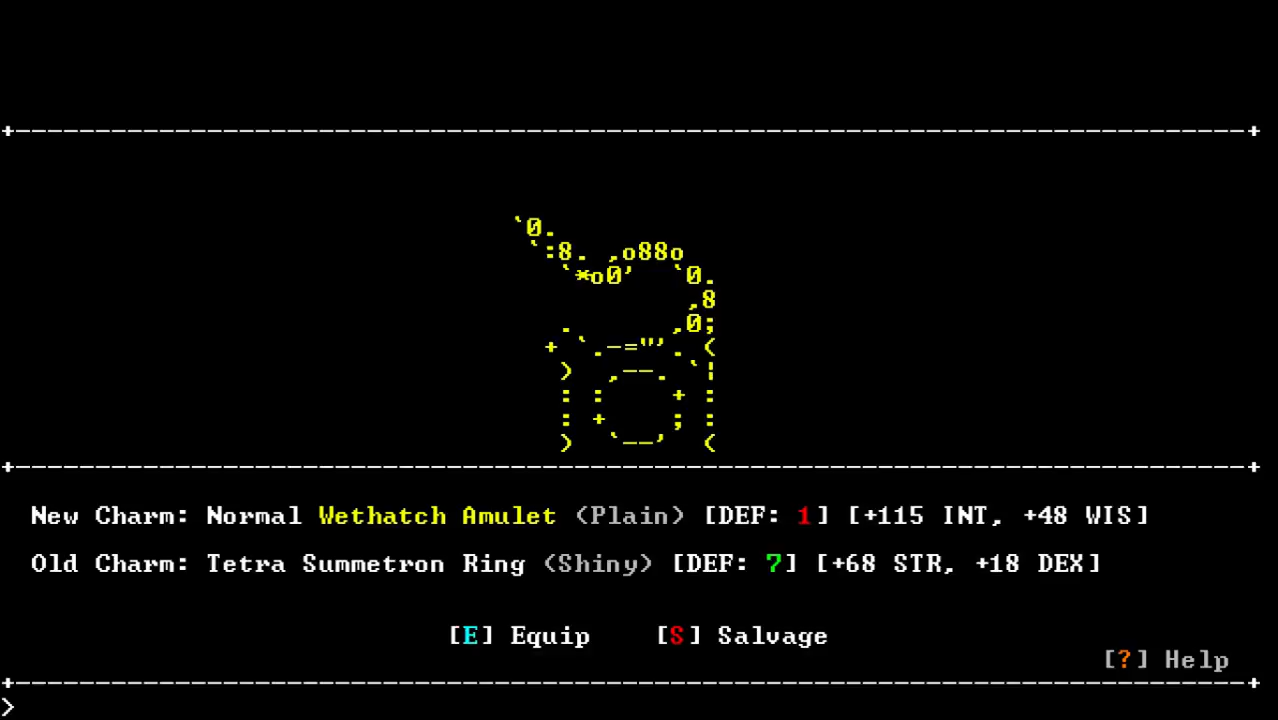 New Charm: Normal Wethatch Amulet (Plain) [DEF: 1] [+115 INT, +48 WIS]
Old Charm: Tetra Summetron Ring (Shiny) [DEF: 7] [+68 STR, +18 DEX]
[E] Equip [S] Salvage
[?] Help
>